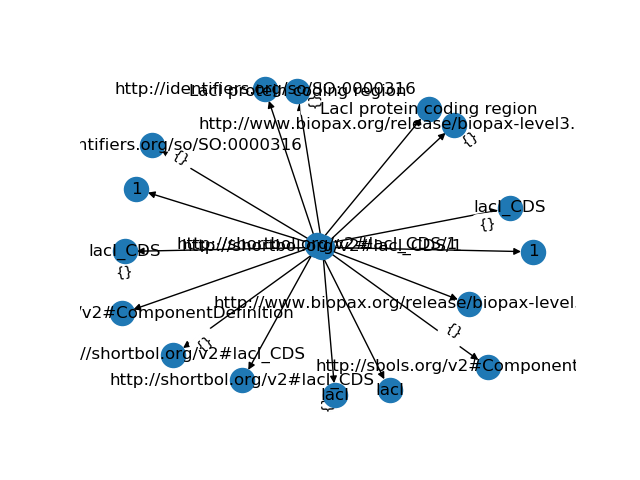 http://identifiers.org/so/SO:0000316
LacI protein coding region
{}
LacI protein coding region
http://www.biopax.org/release/biopax-level3.
{}
ntifiers.org/so/SO:0000316
{}
1
lacI_CDS
{}
http://shortbol.org/v2#lacI_CDS/1
http://shortbol.org/v2#lacI_CDS/1
lacI_CDS
1
{}
http://www.biopax.org/release/biopax-level
/v2#ComponentDefinition
{}
{}
//shortbol.org/v2#lacI_CDS
http://sbols.org/v2#Component
http://shortbol.org/v2#lacI_CDS
lacI
lacI
{}